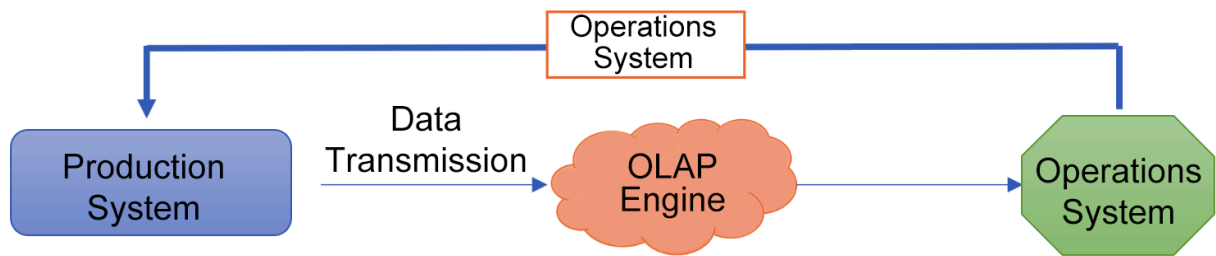 Operations
System
Production
System
Data
Transmission
OLAP
Engine
Operations
System